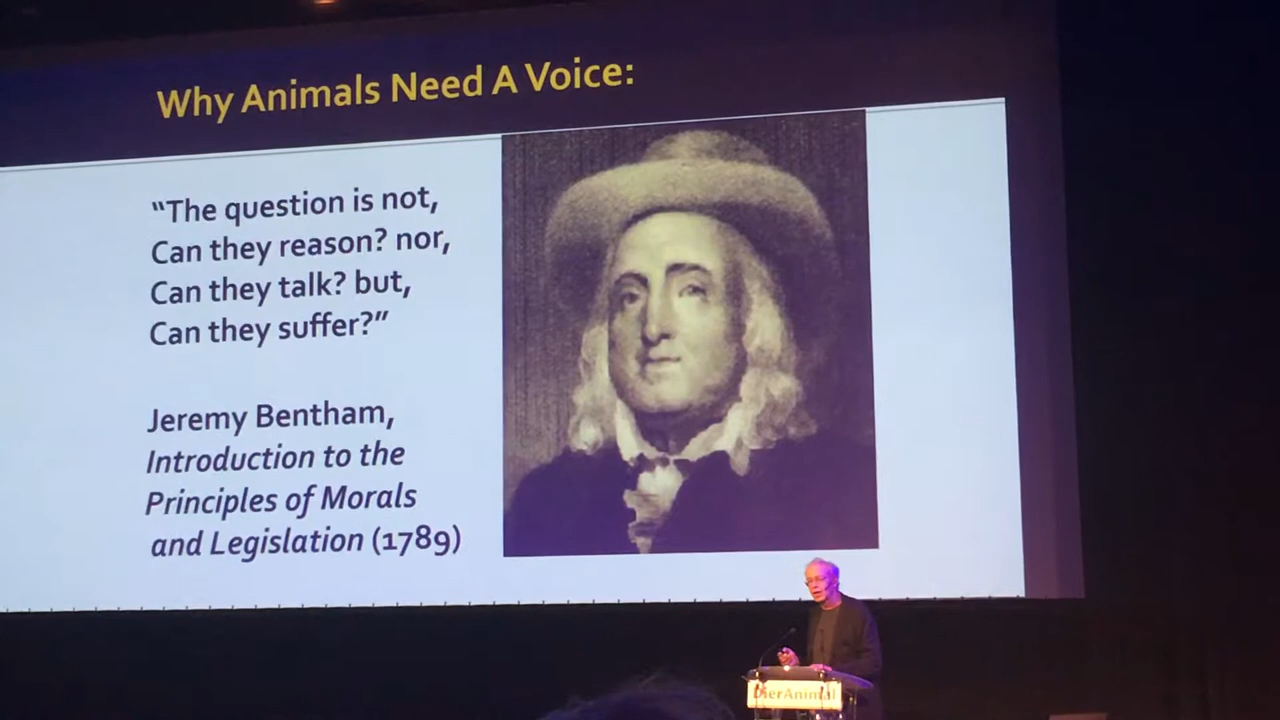 Why Animals Need A Voice:
“The question is not,
Can they reason? nor,
Can they talk? but,
Can they suffer?”
Jeremy Bentham,
Introduction to the
Principles of Morals
and Legislation (1789)
DierAnimal